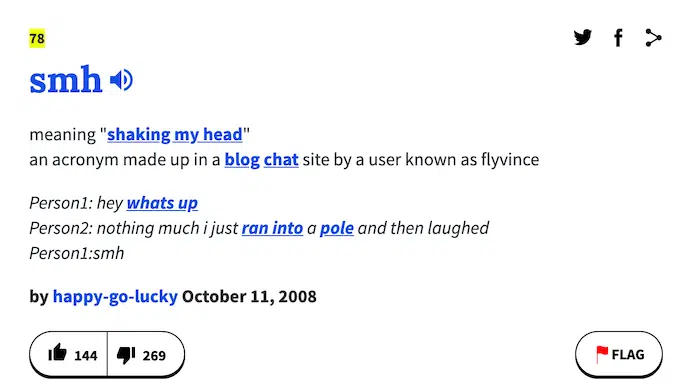 78
smh
meaning "shaking my head"
an acronym made up in a blog chat site by a user known as flyvince
Person1: hey whats up
Person2: nothing much i just ran into a pole and then laughed
Person1:smh
by happy-go-lucky October 11, 2008
144 269 FLAG